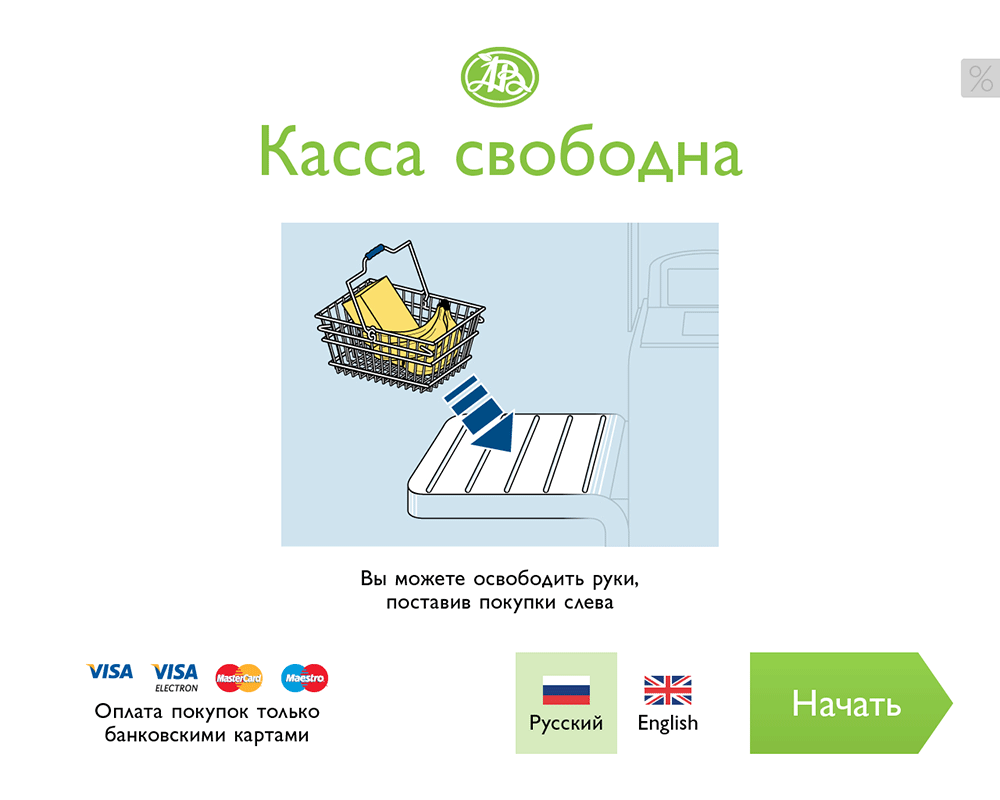 АВ
%
Касса свободна
Вы можете освободить руки,
поставив покупки слева
VISA
VISA
ELECTRON
MasterCard
Maestro
Оплата покупок только
банковскими картами
Русский
English
Начать